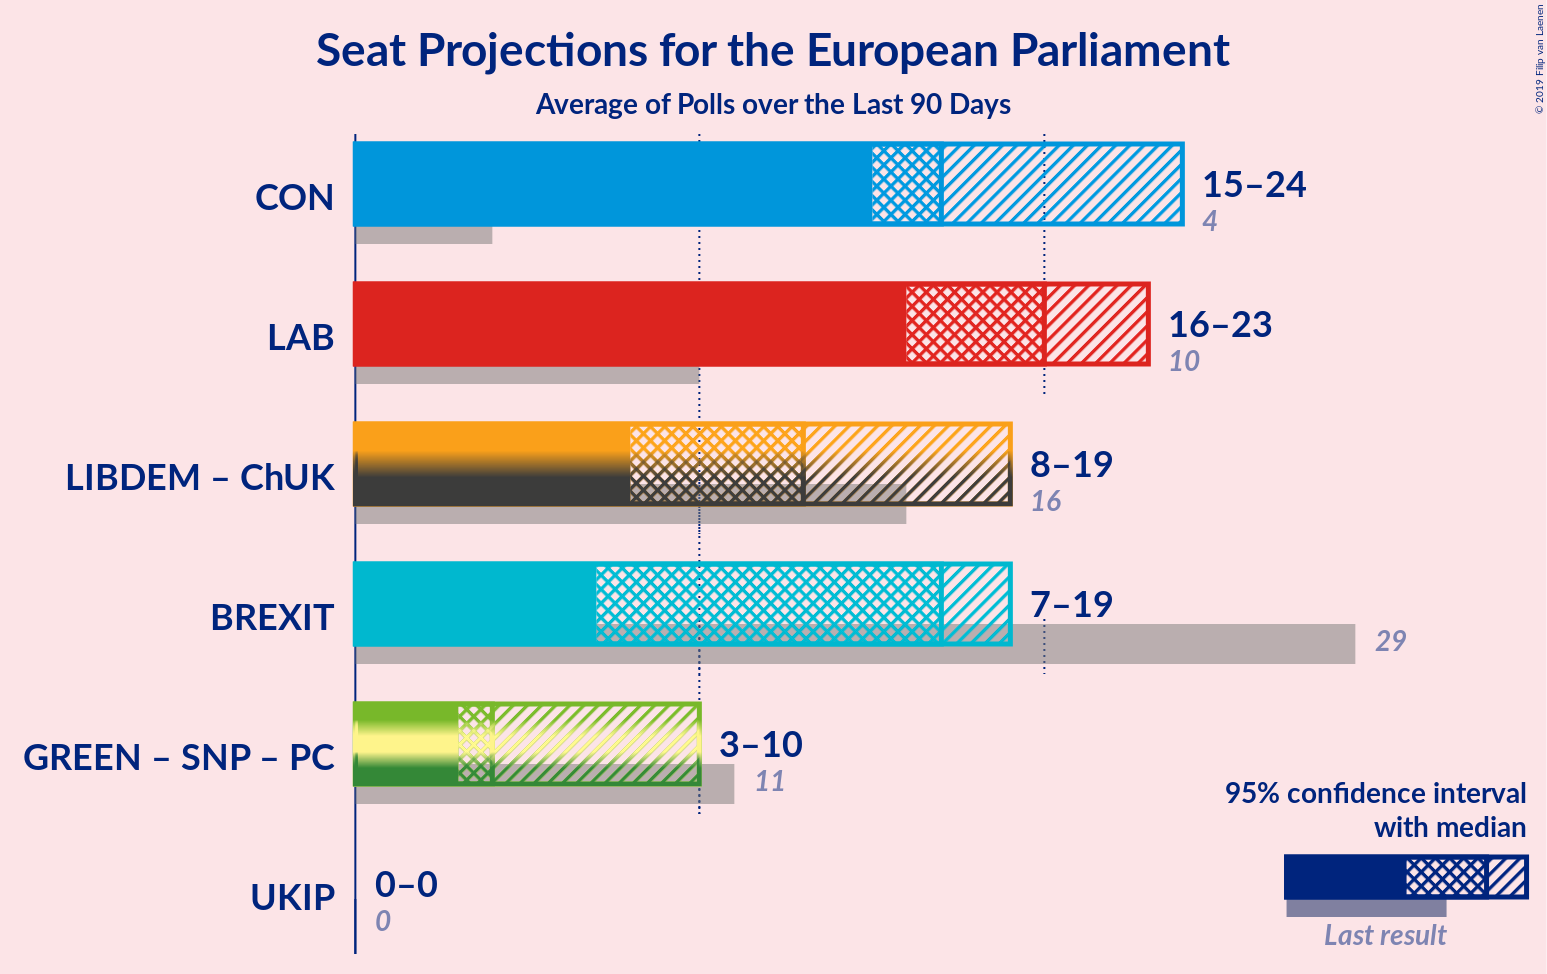 Seat Projections for the European Parliament
Average of Polls over the Last 90 Days
© 2019 Filip van Laenen
CON
15–24
4
LAB
16–23
10
LIBDEM – ChUK
8–19
16
BREXIT
7–19
29
GREEN – SNP – PC
3–10
11
UKIP
0–0
0
95% confidence interval
with median
Last result